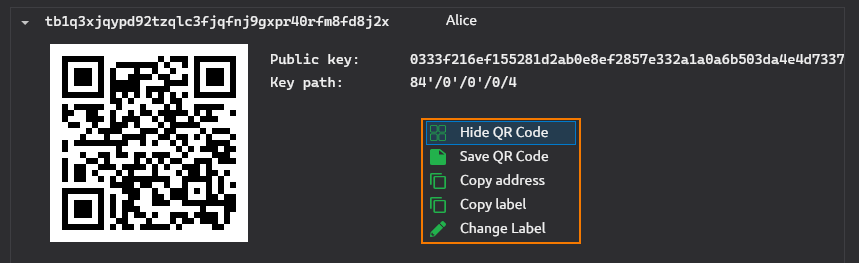 tb1q3xjqypd92tzqlc3fjqfnj9gxpr40rfm8fd8j2x Alice
Public key: 0333f216ef155281d2ab0e8ef2857e332a1a0a6b503da4e4d7337
Key path: 84'/0'/0'/0/4
Hide QR Code
Save QR Code
Copy address
Copy label
Change Label